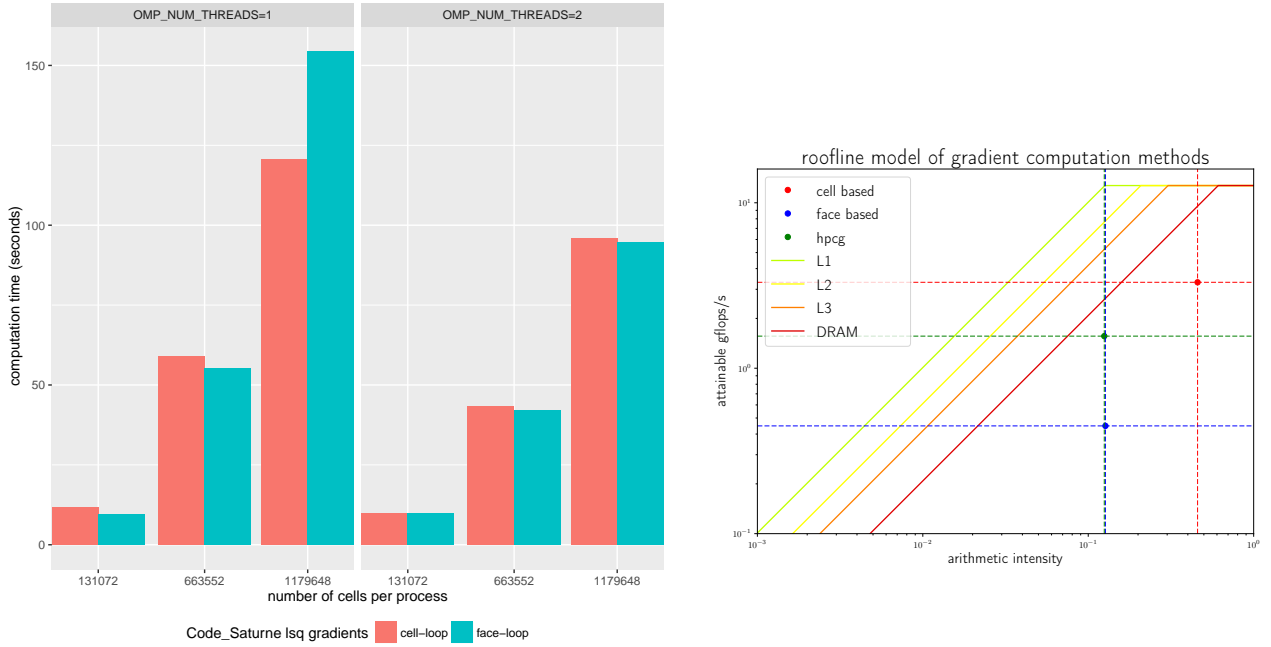 OMP_NUM_THREADS=1
OMP_NUM_THREADS=2
computation time (seconds)
150
100
50
0
131072
663552
1179648
131072
663552
1179648
number of cells per process
Code_Saturne lsq gradients
cell-loop
face-loop
roofline model of gradient computation methods
cell based
face based
hpcg
L1
L2
L3
DRAM
attainable gflops/s
10¹
10⁰
10⁻¹
10⁻³
10⁻²
10⁻¹
10⁰
arithmetic intensity